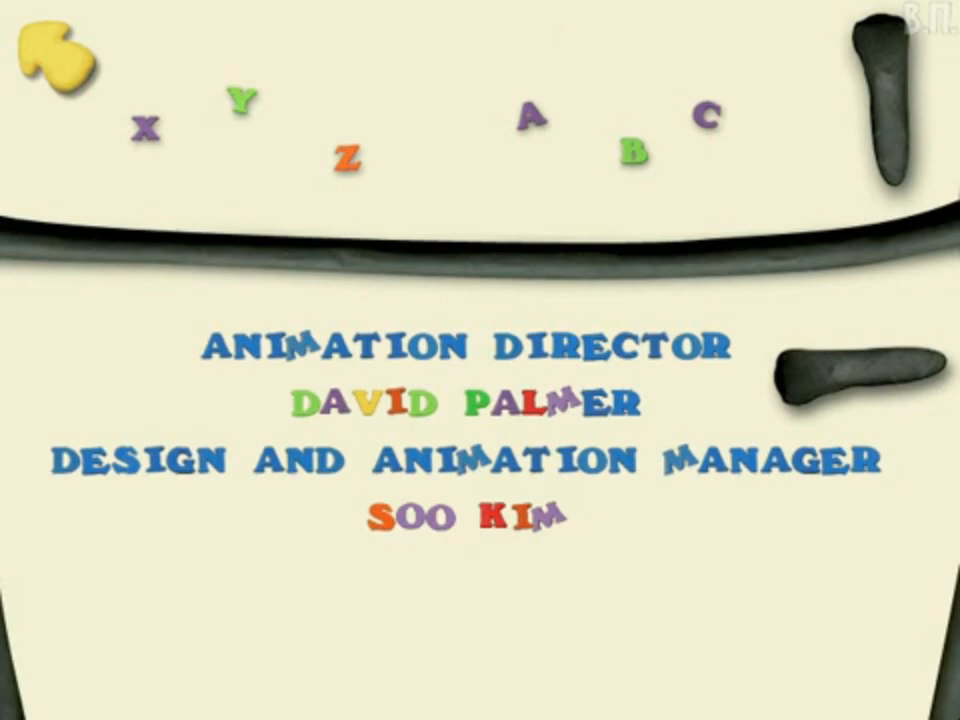 В.П.
X Y Z A B C
ANIMATION DIRECTOR
DAVID PALMER
DESIGN AND ANIMATION MANAGER
SOO KIM